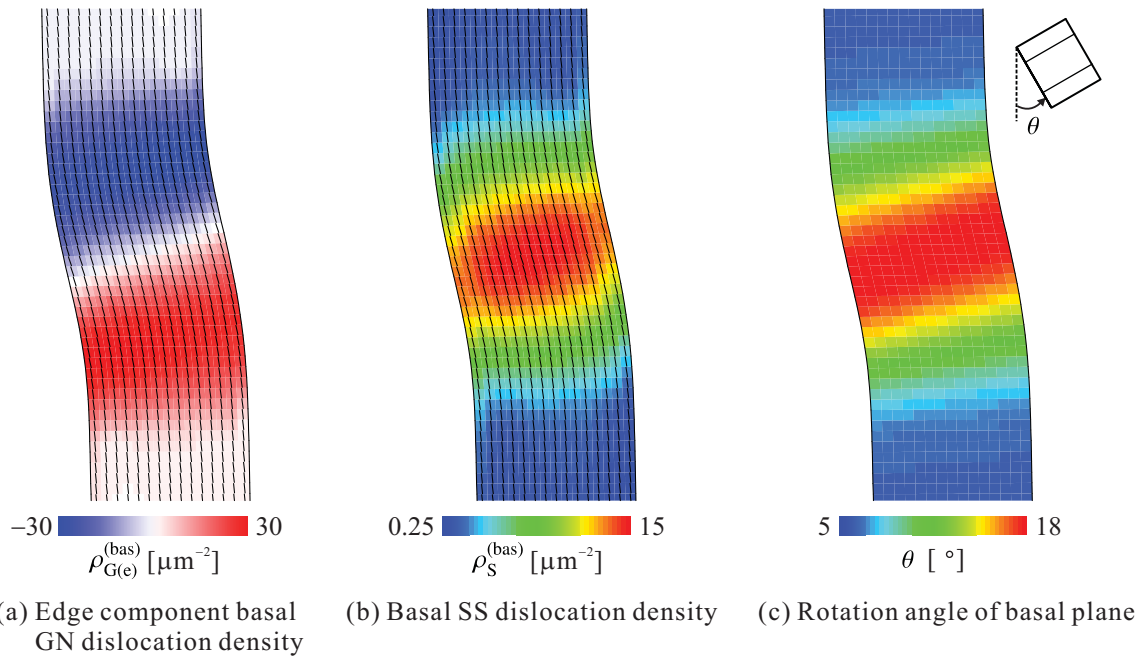 θ
−30 30
ρ_G(e)^(bas) [μm⁻²]
0.25 15
ρ_S^(bas) [μm⁻²]
5 18
θ [ °]
a) Edge component basal
GN dislocation density
(b) Basal SS dislocation density
(c) Rotation angle of basal plane